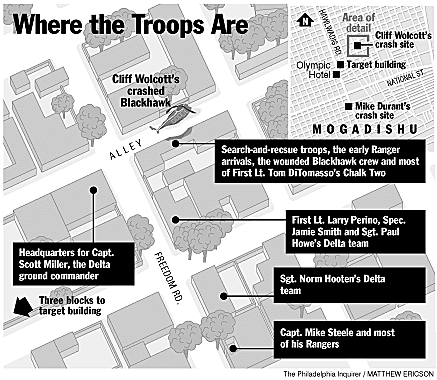 Where the Troops Are
Cliff Wolcott's
crashed
Blackhawk
ALLEY
Search-and-recsue troops, the early Ranger
arrivals, the wounded Blackhawk crew and most
of First Lt. Tom DiTomasso's Chalk Two
First Lt. Larry Perino, Spec.
Jamie Smith and Sgt. Paul
Howe's Delta team
Headquarters for Capt.
Scott Miller, the Delta
ground commander
FREEDOM RD.
Sgt. Norm Hooten's Delta
team
Three blocks to
target building
Capt. Mike Steele and most
of his Rangers
N
HAWLWADIG RD.
Area of
detail
Cliff Wolcott's
crash site
Olympic
Hotel
Target building
NATIONAL ST.
Mike Durant's
crash site
MOGADISHU
The Philadelphia Inquirer / MATTHEW ERICSON